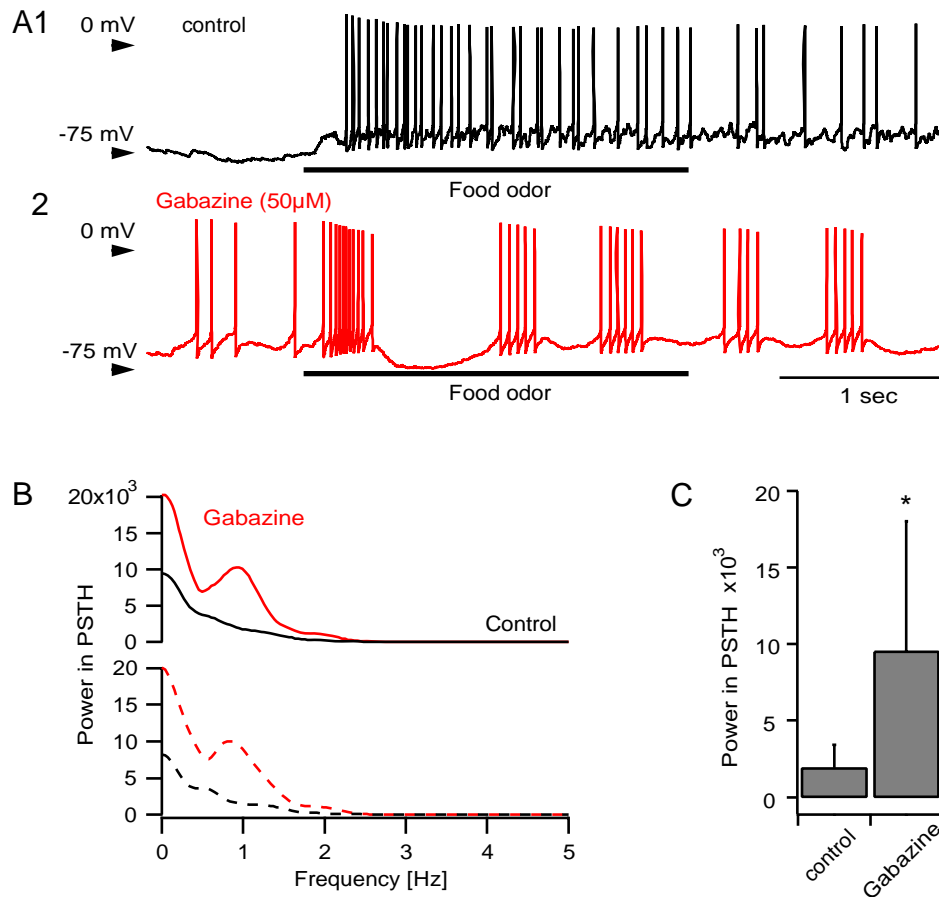 A1
0 mV
control
-75 mV
Food odor
2
Gabazine (50µM)
0 mV
-75 mV
Food odor
1 sec
B
20x10³
15
10
5
0
Gabazine
Control
20
15
10
5
0
Power in PSTH
0 1 2 3 4 5
Frequency [Hz]
C
20
15
10
5
0
*
Power in PSTH x10³
control
Gabazine